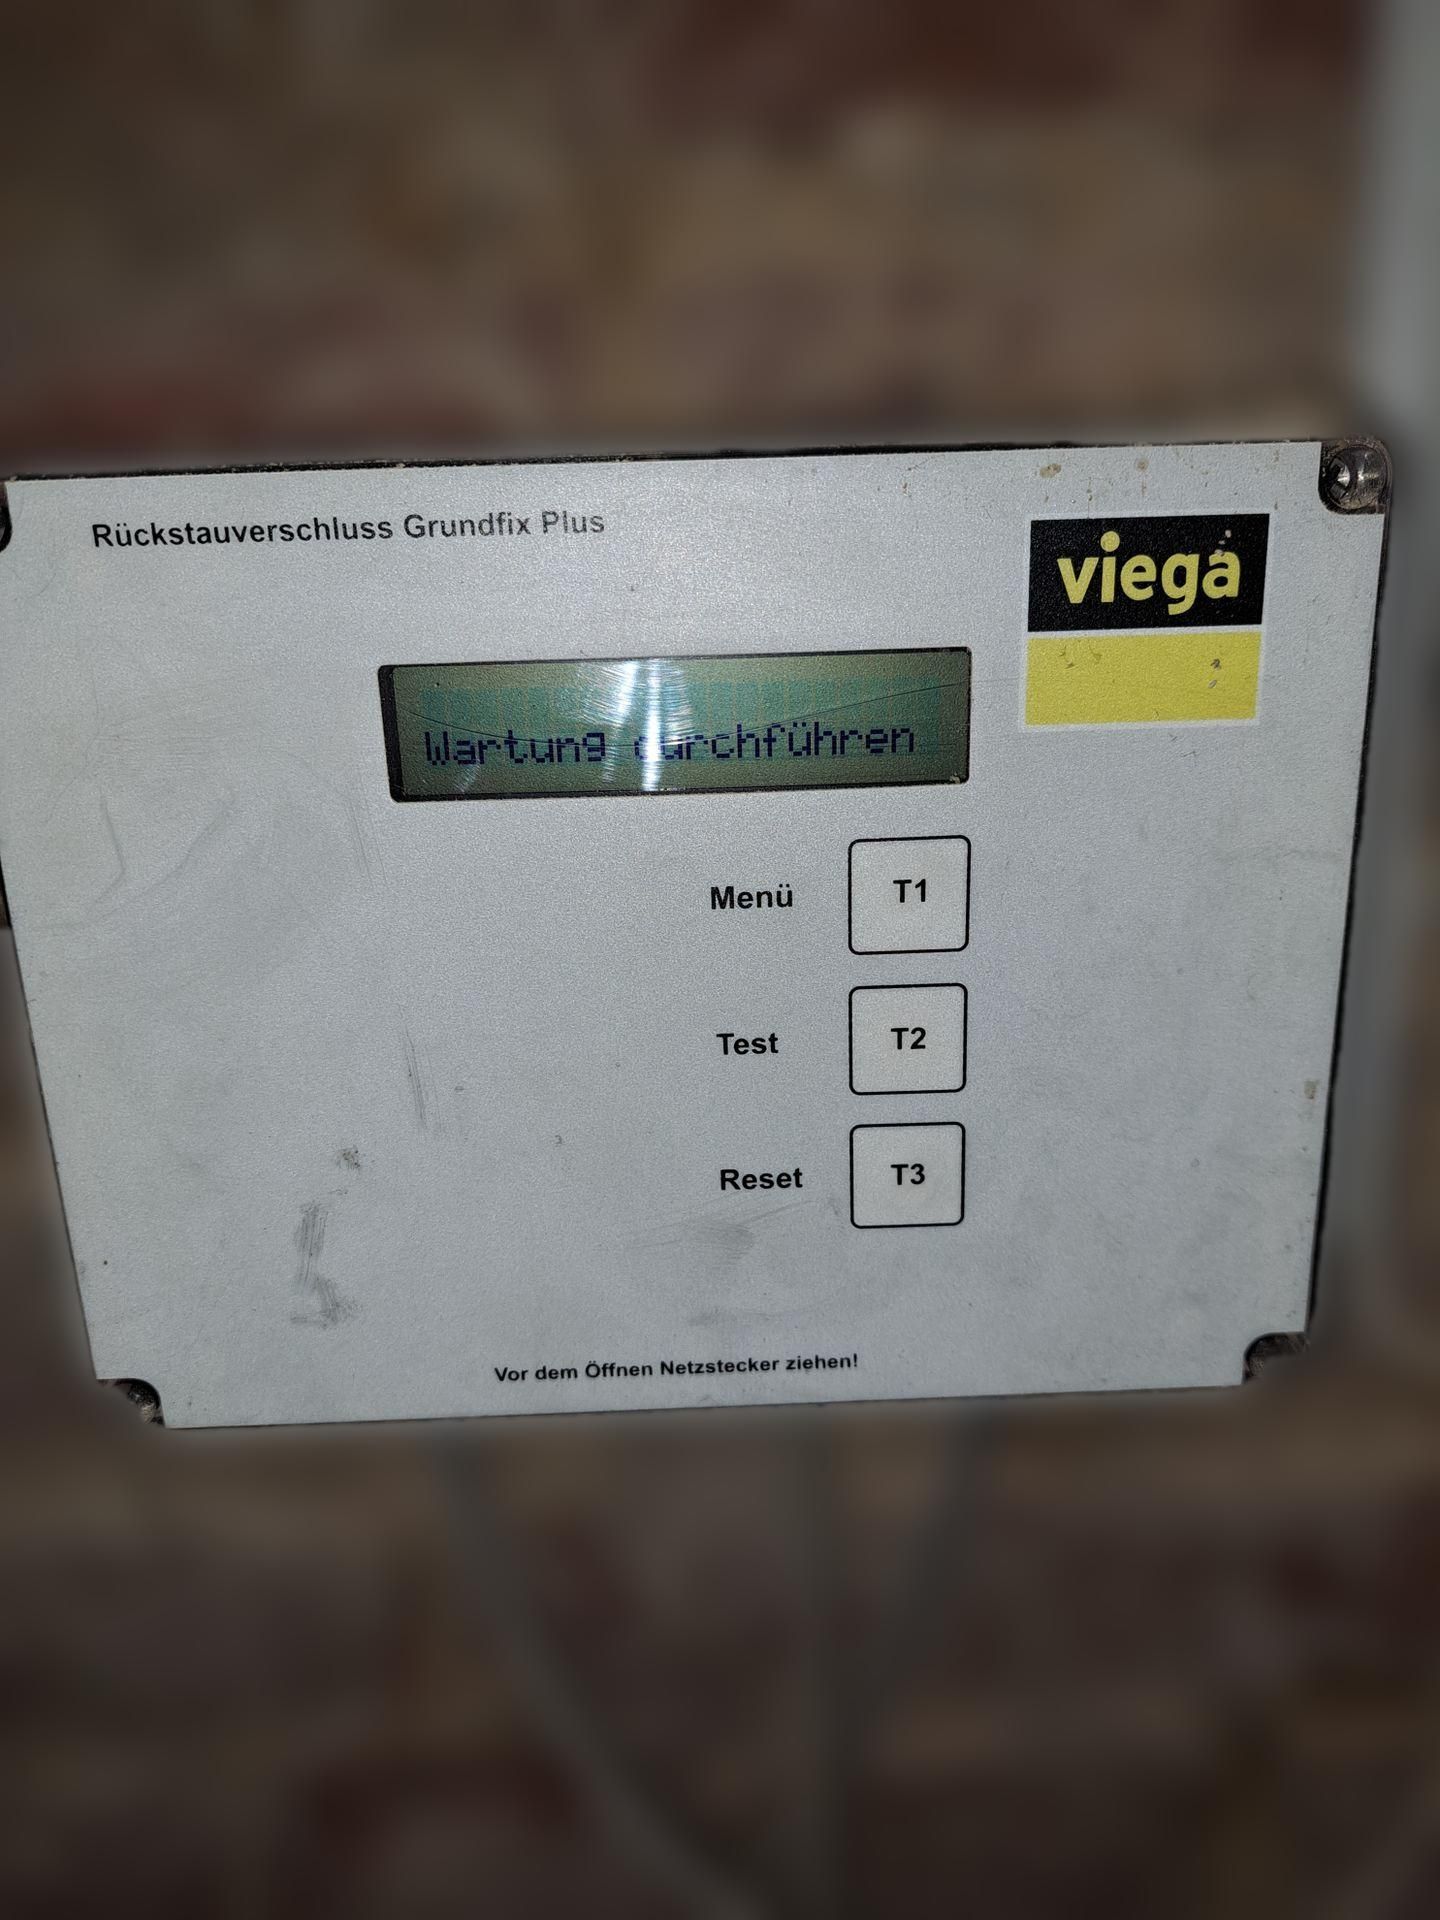 Rückstauverschluss Grundfix Plus
viega
Wartung durchführen
Menü T1
Test T2
Reset T3
Vor dem Öffnen Netzstecker ziehen!